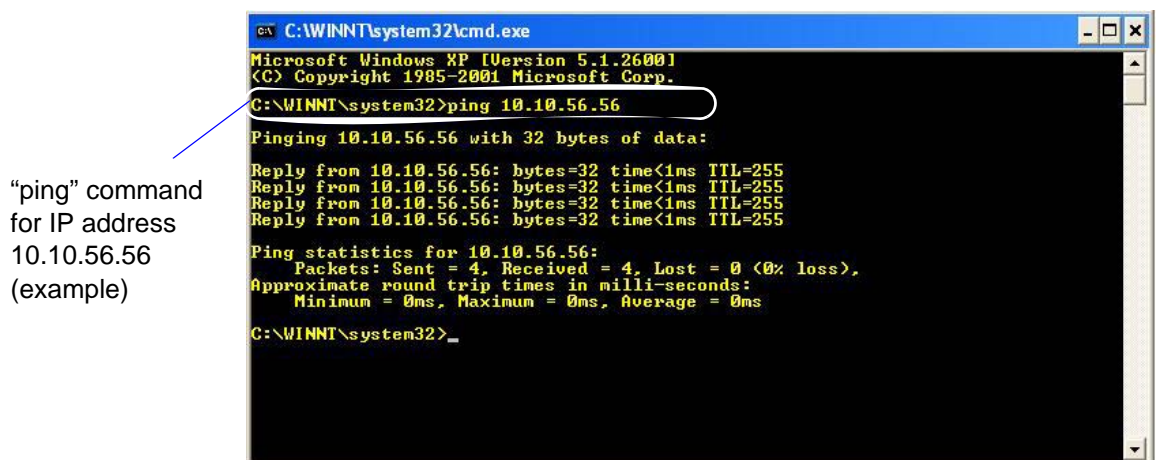 C:\WINNT\system32\cmd.exe
Microsoft Windows XP [Version 5.1.2600]
(C) Copyright 1985-2001 Microsoft Corp.
C:\WINNT\system32>ping 10.10.56.56
Pinging 10.10.56.56 with 32 bytes of data:
Reply from 10.10.56.56: bytes=32 time<1ms TTL=255
Reply from 10.10.56.56: bytes=32 time<1ms TTL=255
Reply from 10.10.56.56: bytes=32 time<1ms TTL=255
Reply from 10.10.56.56: bytes=32 time<1ms TTL=255
Ping statistics for 10.10.56.56:
Packets: Sent = 4, Received = 4, Lost = 0 (0% loss),
Approximate round trip times in milli-seconds:
Minimum = 0ms, Maximum = 0ms, Average = 0ms
C:\WINNT\system32>_
“ping” command
for IP address
10.10.56.56
(example)